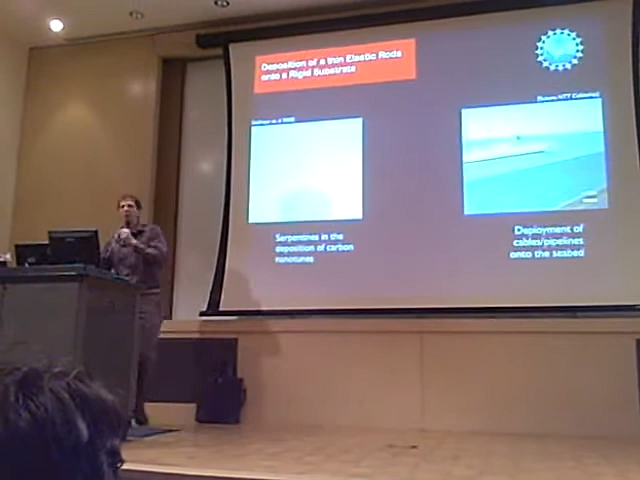 Deposition of a thin Elastic Rods
onto a Rigid Substrate
Serpentines in the
deposition of carbon
nanotunes
Deployment of
cables/pipelines
onto the seabed